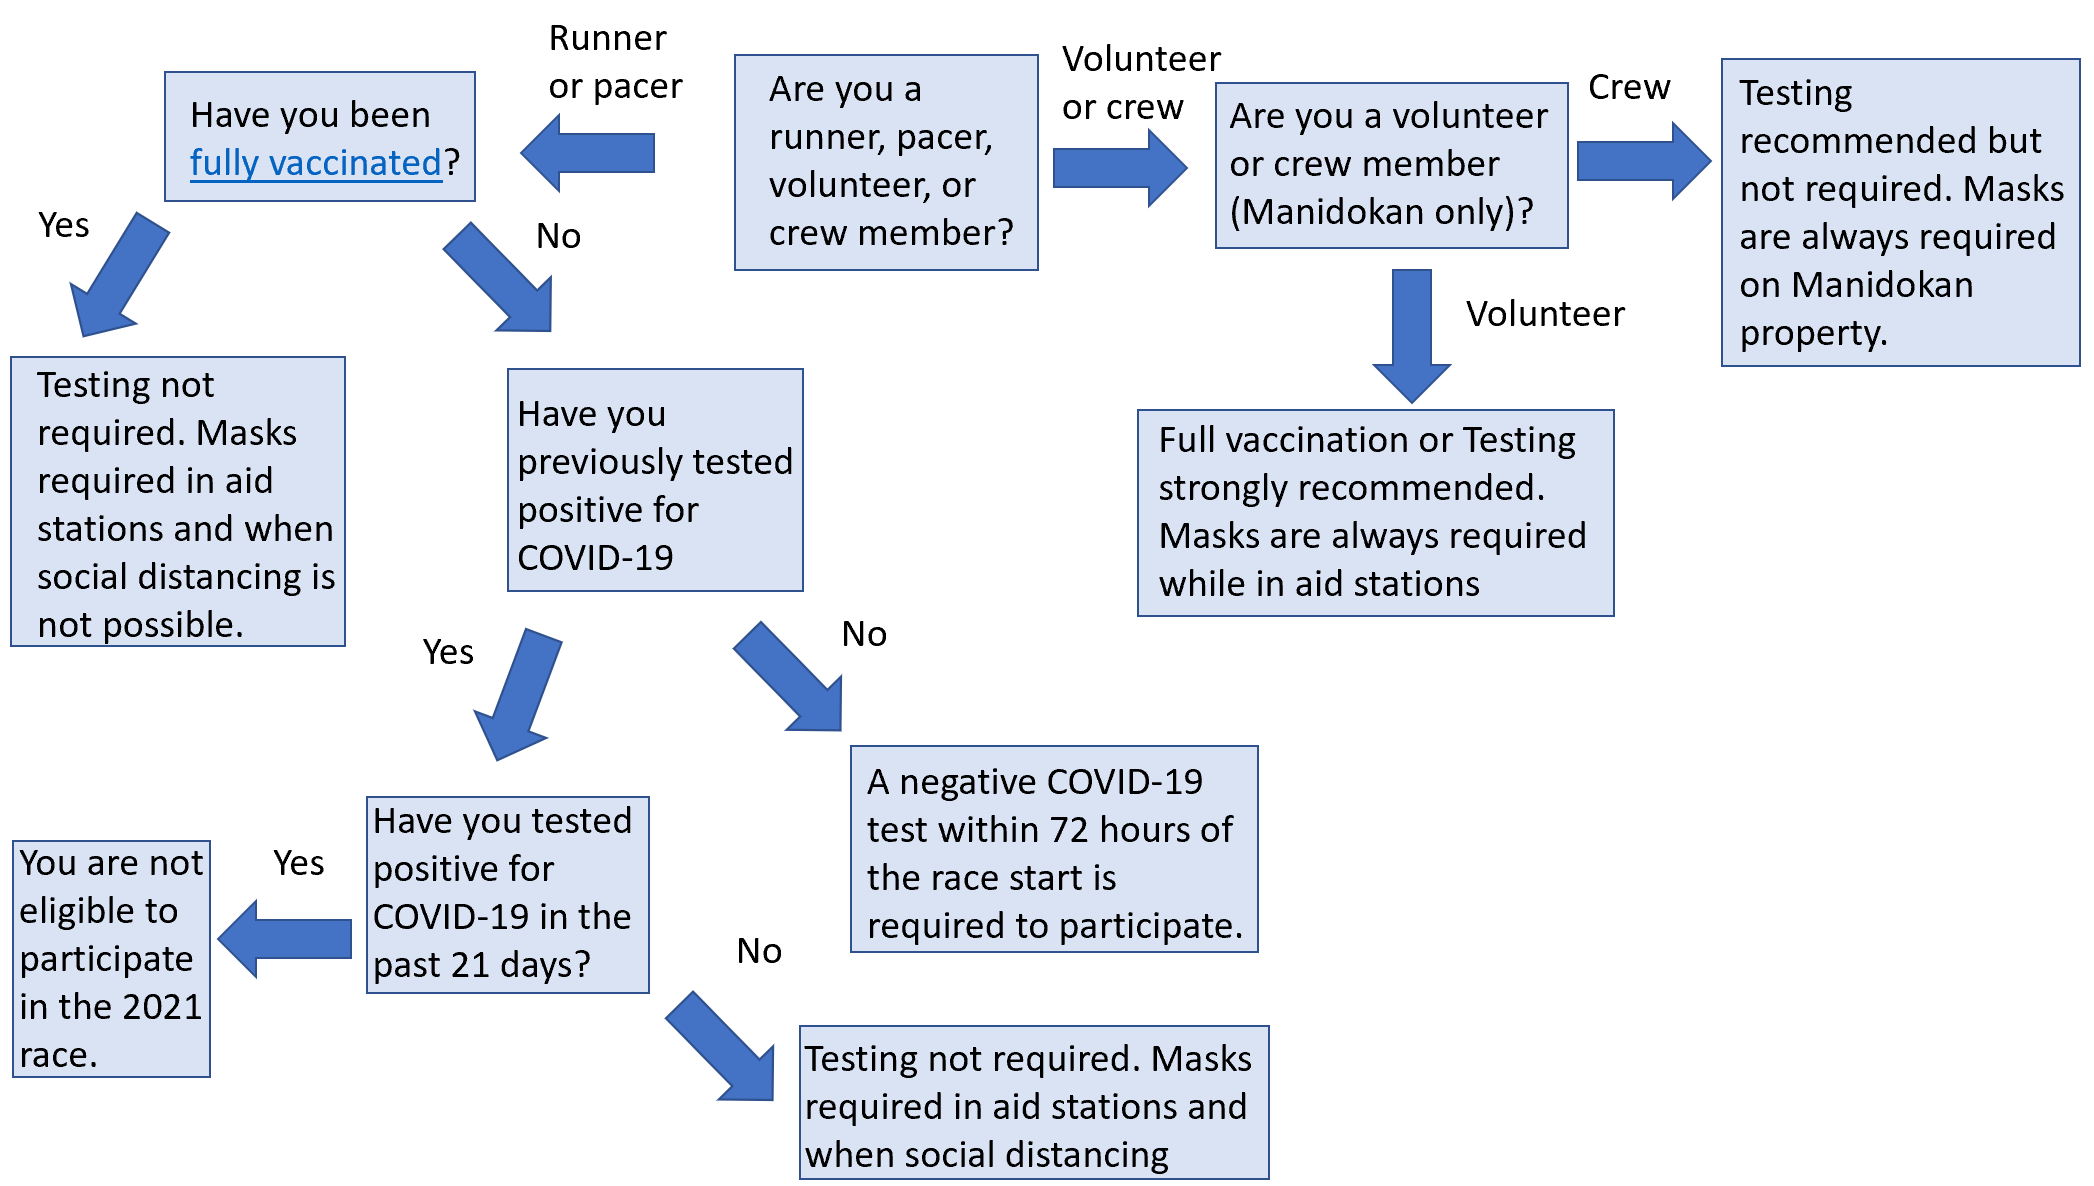 Are you a
runner, pacer,
volunteer, or
crew member?
Runner
or pacer
Have you been
fully vaccinated?
Yes
Testing not
required. Masks
required in aid
stations and when
social distancing is
not possible.
No
Have you
previously tested
positive for
COVID-19
Yes
Have you tested
positive for
COVID-19 in the
past 21 days?
Yes
You are not
eligible to
participate
in the 2021
race.
No
Testing not required. Masks
required in aid stations and
when social distancing
No
A negative COVID-19
test within 72 hours of
the race start is
required to participate.
Volunteer
or crew
Are you a volunteer
or crew member
(Manidokan only)?
Crew
Testing
recommended but
not required. Masks
are always required
on Manidokan
property.
Volunteer
Full vaccination or Testing
strongly recommended.
Masks are always required
while in aid stations